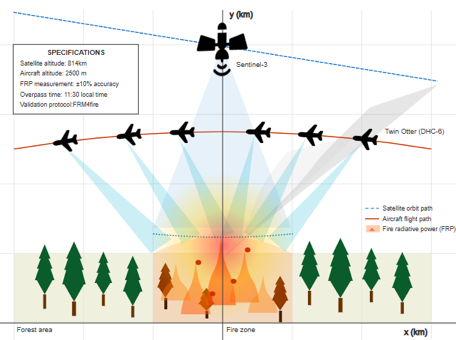 y (km)
SPECIFICATIONS
Satellite altitude: 814km
Aircraft altitude: 2500 m
FRP measurement: ±10% accuracy
Overpass time: 11:30 local time
Validation protocol:FRM4fire
Sentinel-3
Twin Otter (DHC-6)
Satellite orbit path
Aircraft flight path
Fire radiative power (FRP)
Forest area
Fire zone
x (km)